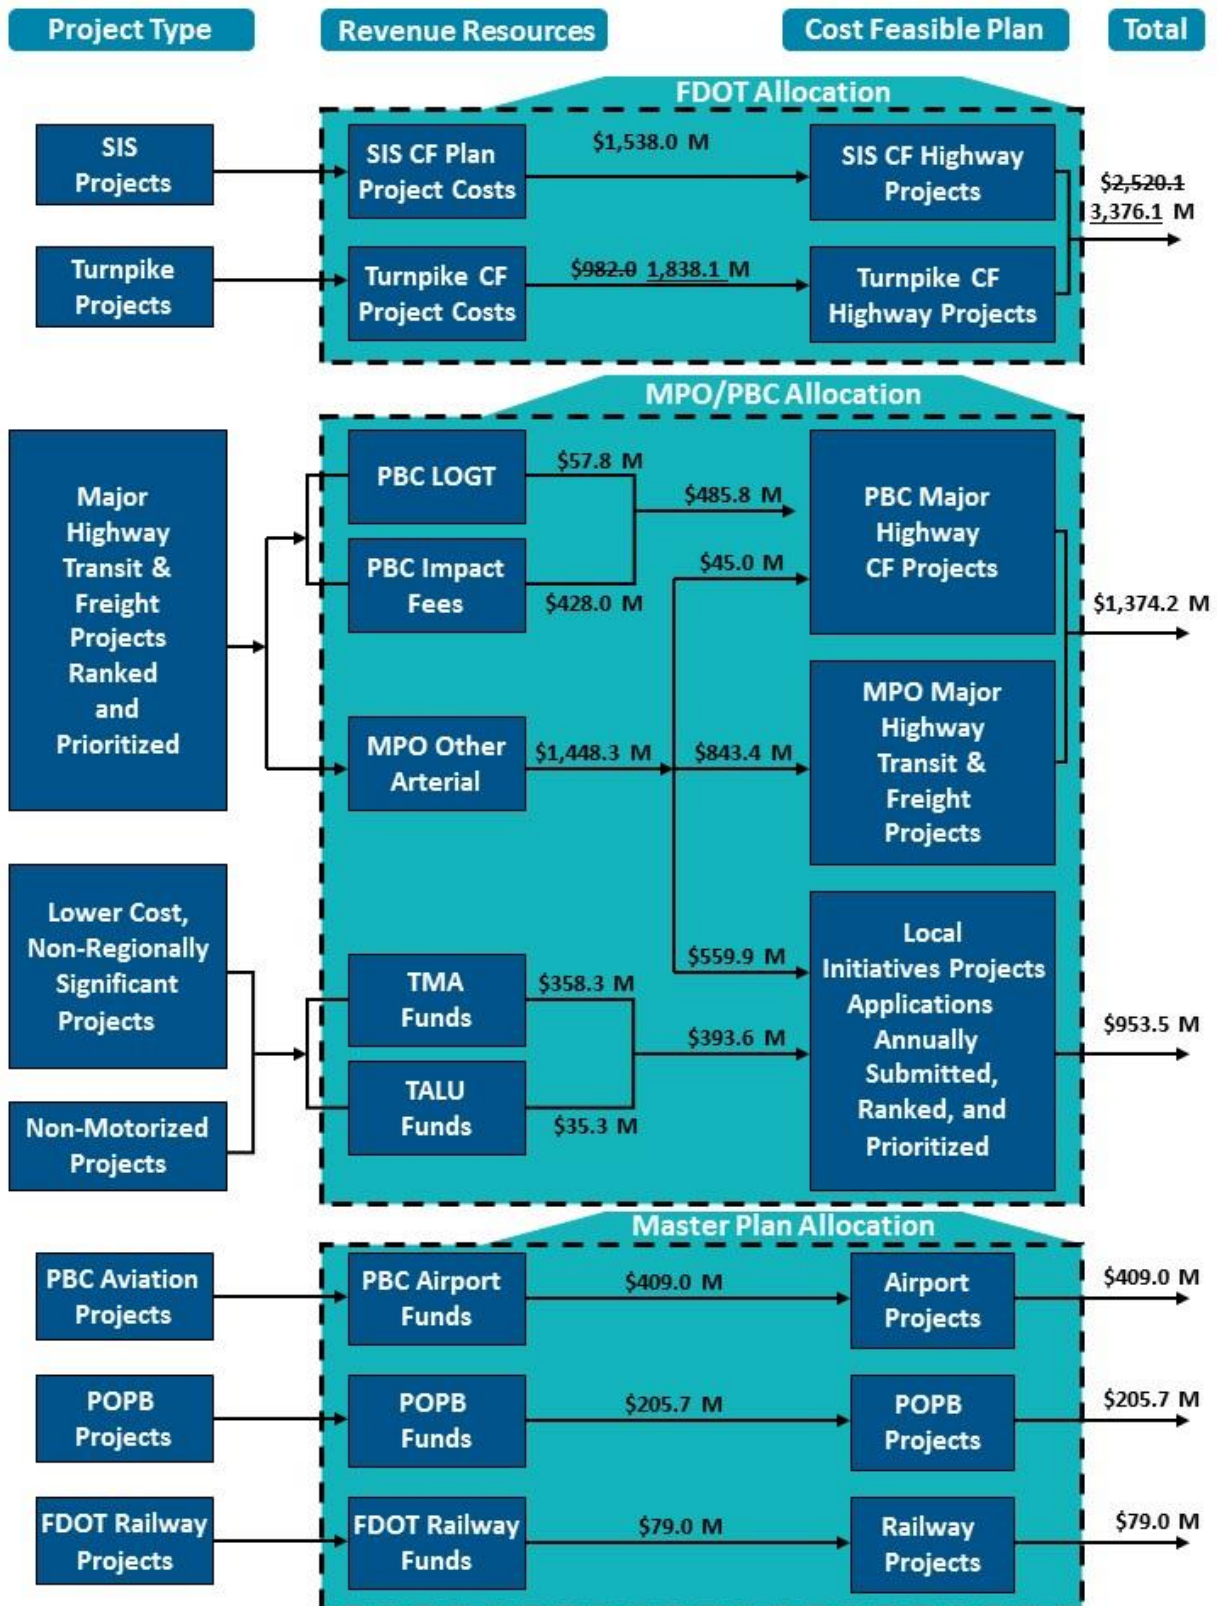 Project Type
Revenue Resources
Cost Feasible Plan
Total
FDOT Allocation
SIS
Projects
SIS CF Plan
Project Costs
$1,538.0 M
SIS CF Highway
Projects
$2,520.1
3,376.1 M
Turnpike
Projects
Turnpike CF
Project Costs
$982.0 1,838.1 M
Turnpike CF
Highway Projects
MPO/PBC Allocation
Major
Highway
Transit &
Freight
Projects
Ranked
and
Prioritized
PBC LOGT
$57.8 M
PBC Impact
Fees
$428.0 M
$485.8 M
$45.0 M
PBC Major
Highway
CF Projects
$1,374.2 M
MPO Other
Arterial
$1,448.3 M
$843.4 M
MPO Major
Highway
Transit &
Freight
Projects
Lower Cost,
Non-Regionally
Significant
Projects
Non-Motorized
Projects
TMA
Funds
$358.3 M
TALU
Funds
$35.3 M
$559.9 M
$393.6 M
Local
Initiatives Projects
Applications
Annually
Submitted,
Ranked, and
Prioritized
$953.5 M
Master Plan Allocation
PBC Aviation
Projects
PBC Airport
Funds
$409.0 M
Airport
Projects
$409.0 M
POPB
Projects
POPB
Funds
$205.7 M
POPB
Projects
$205.7 M
FDOT Railway
Projects
FDOT Railway
Funds
$79.0 M
Railway
Projects
$79.0 M